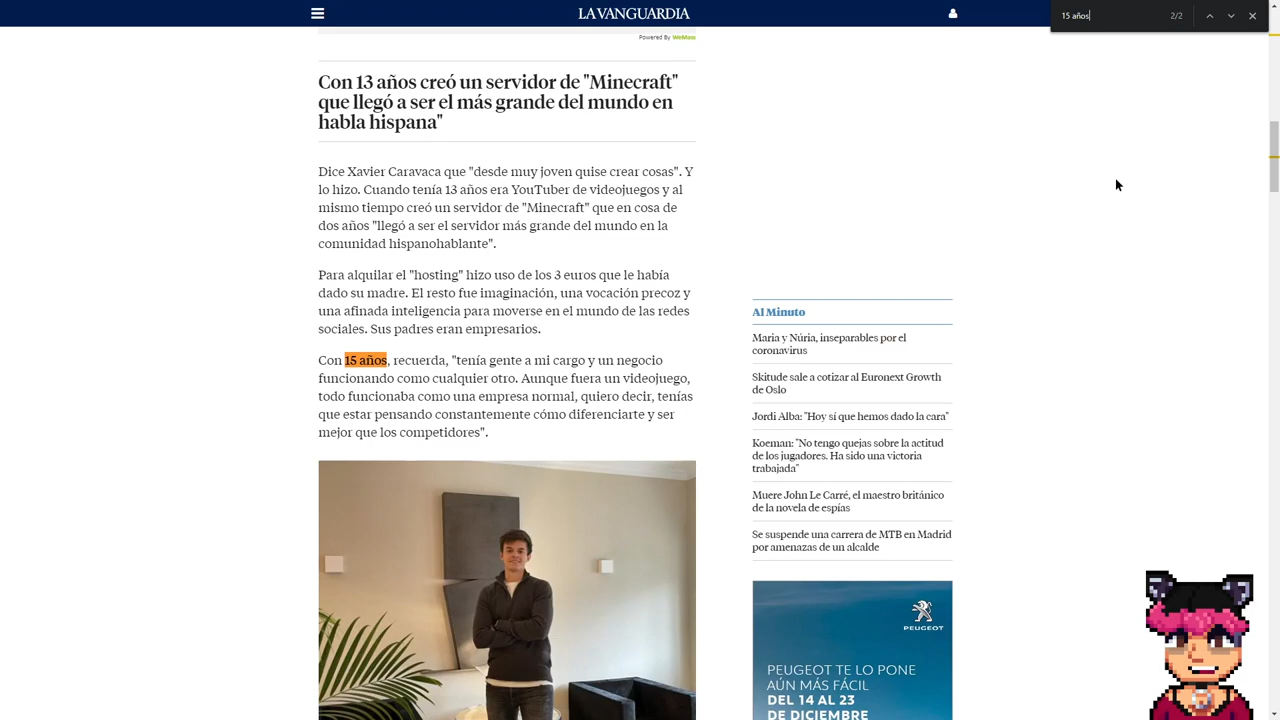 LAVANGUARDIA
15 años
2/2
Powered By WeMass
Con 13 años creó un servidor de "Minecraft"
que llegó a ser el más grande del mundo en
habla hispana"
Dice Xavier Caravaca que "desde muy joven quise crear cosas". Y
lo hizo. Cuando tenía 13 años era YouTuber de videojuegos y al
mismo tiempo creó un servidor de "Minecraft" que en cosa de
dos años "llegó a ser el servidor más grande del mundo en la
comunidad hispanohablante".
Para alquilar el "hosting" hizo uso de los 3 euros que le había
dado su madre. El resto fue imaginación, una vocación precoz y
una afinada inteligencia para moverse en el mundo de las redes
sociales. Sus padres eran empresarios.
Con 15 años, recuerda, "tenía gente a mi cargo y un negocio
funcionando como cualquier otro. Aunque fuera un videojuego,
todo funcionaba como una empresa normal, quiero decir, tenías
que estar pensando constantemente cómo diferenciarte y ser
mejor que los competidores".
Al Minuto
Maria y Núria, inseparables por el
coronavirus
Skitude sale a cotizar al Euronext Growth
de Oslo
Jordi Alba: "Hoy sí que hemos dado la cara"
Koeman: "No tengo quejas sobre la actitud
de los jugadores. Ha sido una victoria
trabajada"
Muere John Le Carré, el maestro británico
de la novela de espías
Se suspende una carrera de MTB en Madrid
por amenazas de un alcalde
PEUGEOT
PEUGEOT TE LO PONE
AÚN MÁS FÁCIL
DEL 14 AL 23
DE DICIEMBRE